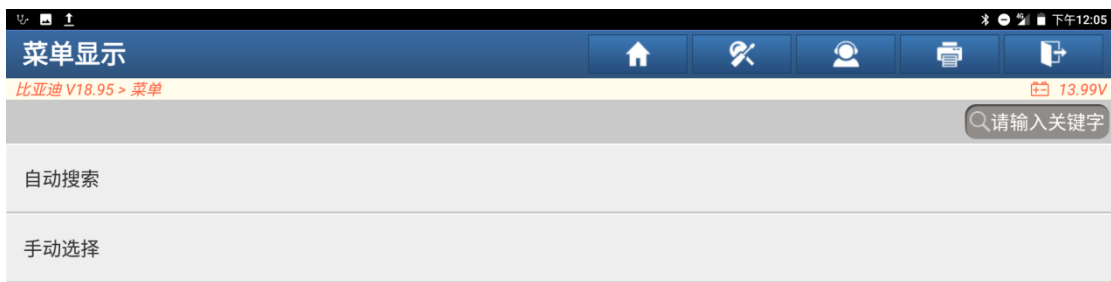 下午12:05
菜单显示
比亚迪 V18.95 > 菜单
13.99V
请输入关键字
自动搜索
手动选择